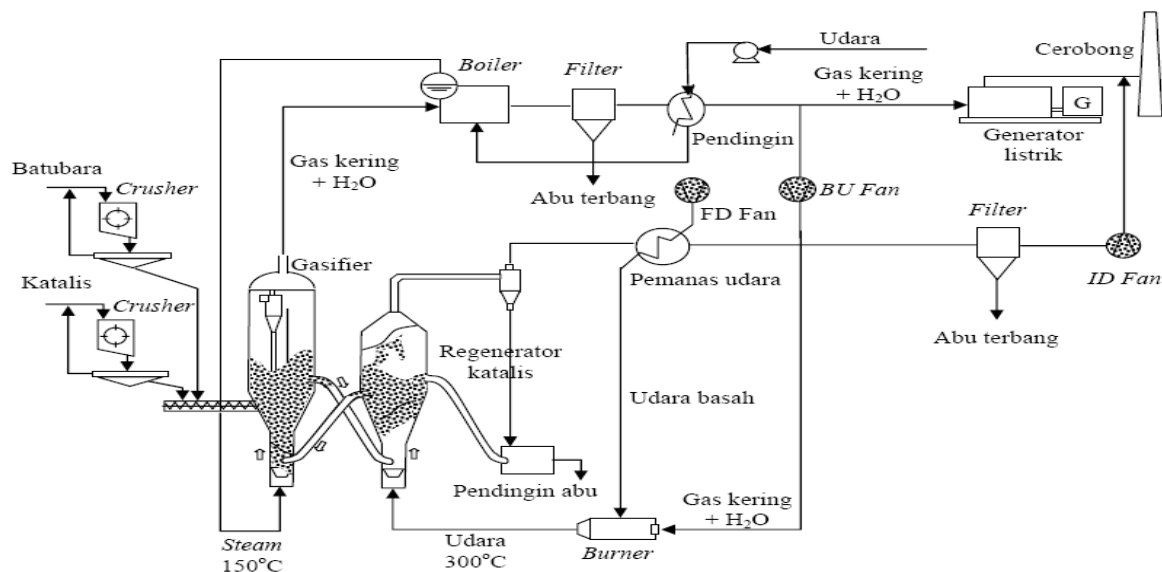 Udara
Cerobong
Boiler
Filter
Gas kering
+ H₂O
G
Pendingin
Generator
listrik
Gas kering
+ H₂O
Batubara
Crusher
Abu terbang
FD Fan
BU Fan
Filter
Gasifier
Pemanas udara
ID Fan
Katalis
Crusher
Abu terbang
Regenerator
katalis
Udara basah
Pendingin abu
Gas kering
+ H₂O
Steam
150°C
Udara
300°C
Burner